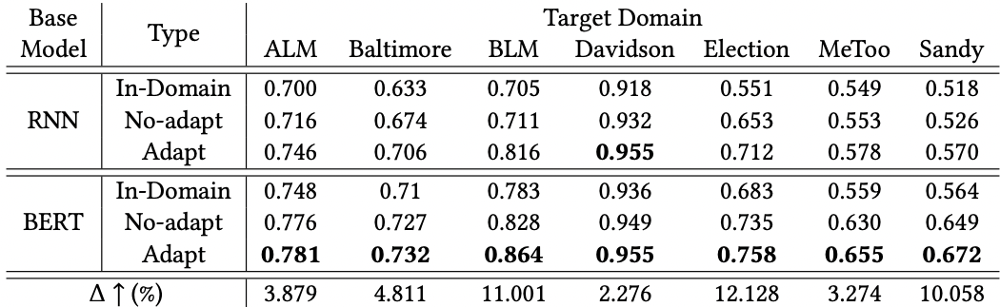 Base Model Type Target Domain
ALM Baltimore BLM Davidson Election MeToo Sandy
RNN
In-Domain 0.700 0.633 0.705 0.918 0.551 0.549 0.518
No-adapt 0.716 0.674 0.711 0.932 0.653 0.553 0.526
Adapt 0.746 0.706 0.816 0.955 0.712 0.578 0.570
BERT
In-Domain 0.748 0.71 0.783 0.936 0.683 0.559 0.564
No-adapt 0.776 0.727 0.828 0.949 0.735 0.630 0.649
Adapt 0.781 0.732 0.864 0.955 0.758 0.655 0.672
Δ ↑ (%) 3.879 4.811 11.001 2.276 12.128 3.274 10.058